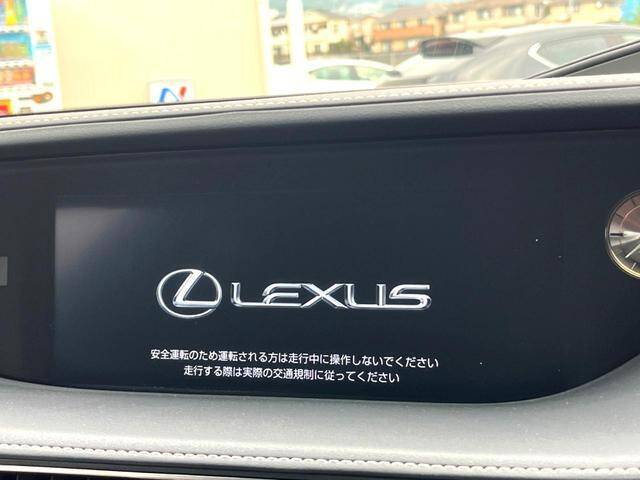 LEXUS
安全運転のため運転される方は走行中に操作しないでください
走行する際は実際の交通規制に従ってください